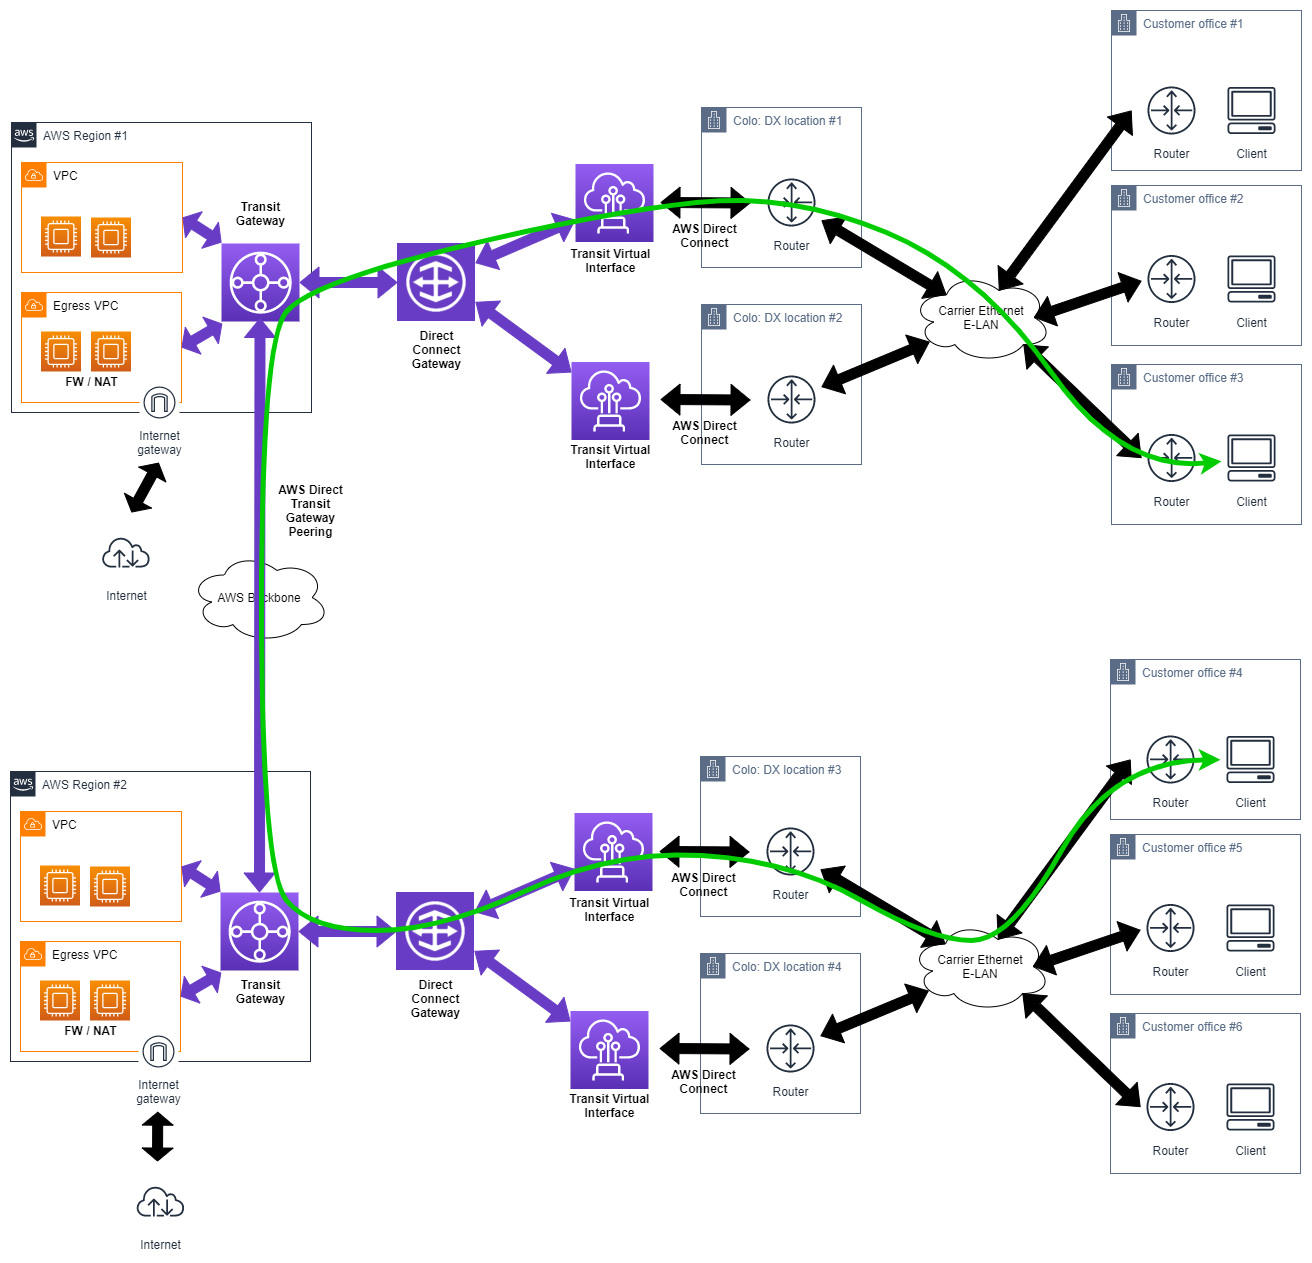 Customer office #1
Router
Client
Customer office #2
Router
Client
Customer office #3
Router
Client
Colo: DX location #1
Router
AWS Direct
Connect
Colo: DX location #2
Router
AWS Direct
Connect
Carrier Ethernet
E-LAN
Transit Virtual
Interface
Transit Virtual
Interface
Direct
Connect
Gateway
aws
AWS Region #1
VPC
Transit
Gateway
Egress VPC
FW / NAT
Internet
gateway
Internet
AWS Direct
Transit
Gateway
Peering
AWS Backbone
aws
AWS Region #2
VPC
Egress VPC
FW / NAT
Transit
Gateway
Internet
gateway
Internet
Direct
Connect
Gateway
Transit Virtual
Interface
Transit Virtual
Interface
Colo: DX location #3
Router
AWS Direct
Connect
Colo: DX location #4
Router
AWS Direct
Connect
Carrier Ethernet
E-LAN
Customer office #4
Router
Client
Customer office #5
Router
Client
Customer office #6
Router
Client